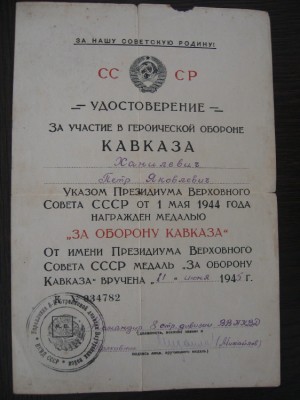 ЗА НАШУ СОВЕТСКУЮ РОДИНУ!
СС СР
УДОСТОВЕРЕНИЕ
ЗА УЧАСТИЕ В ГЕРОИЧЕСКОЙ ОБОРОНЕ
КАВКАЗА
Ханилевич
Петр Яковлевич
УКАЗОМ ПРЕЗИДИУМА ВЕРХОВНОГО
СОВЕТА СССР ОТ 1 МАЯ 1944 ГОДА
НАГРАЖДЕН МЕДАЛЬЮ
"ЗА ОБОРОНУ КАВКАЗА"
ОТ ИМЕНИ ПРЕЗИДИУМА ВЕРХОВНОГО
СОВЕТА СССР МЕДАЛЬ „ЗА ОБОРОНУ
КАВКАЗА" ВРУЧЕНА „11" июня 1945 г.
034782